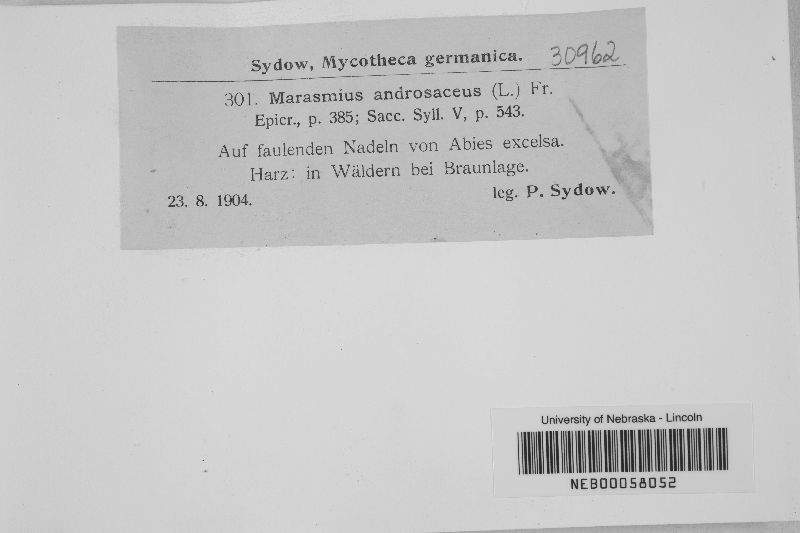 Sydow, Mycotheca germanica. 30962
301. Marasmius androsaceus (L.) Fr.
Epicr., p. 385; Sacc. Syll. V, p. 543.
Auf faulenden Nadeln von Abies excelsa.
Harz: in Wäldern bei Braunlage.
23. 8. 1904. leg. P. Sydow.
University of Nebraska - Lincoln
NEB00058052